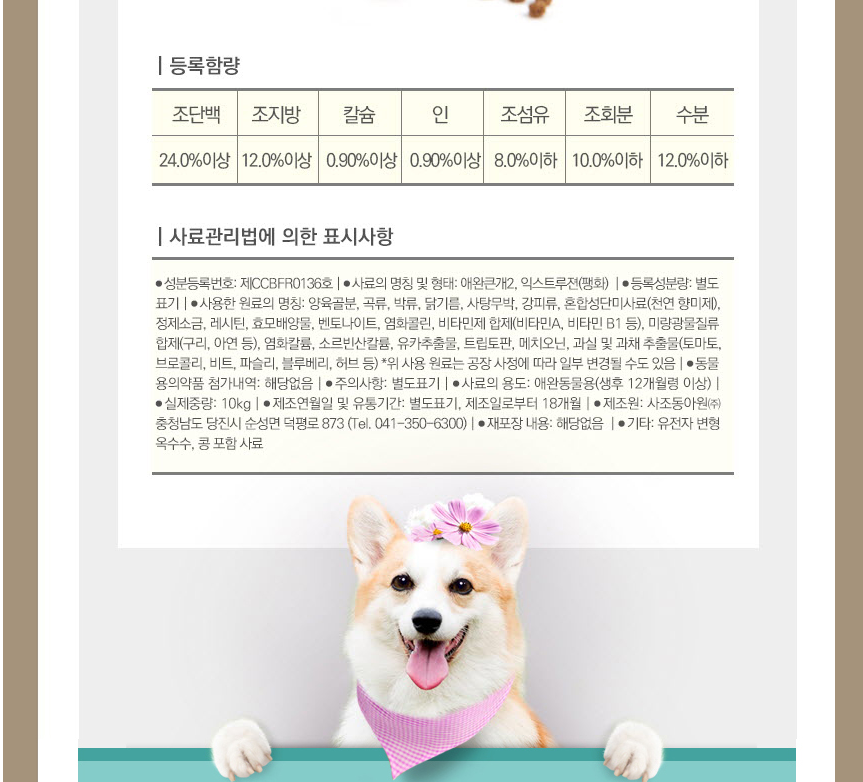 | 등록함량
조단백 조지방 칼슘 인 조섬유 조회분 수분
24.0%이상 12.0%이상 0.90%이상 0.90%이상 8.0%이하 10.0%이하 12.0%이하
| 사료관리법에 의한 표시사항
●성분등록번호: 제CCBFR0136호 | ●사료의 명칭 및 형태: 애완큰개2, 익스트루젼(팽화) | ●등록성분량: 별도
표기 | ●사용한 원료의 명칭: 양육골분, 곡류, 박류, 닭기름, 사탕무박, 강피류, 혼합성단미사료(천연 향미제),
정제소금, 레시틴, 효모배양물, 벤토나이트, 염화콜린, 비타민제 합제(비타민A, 비타민 B1 등), 미량광물질류
합제(구리, 아연 등), 염화칼륨, 소르빈산칼륨, 유카추출물, 트립토판, 메치오닌, 과실 및 과채 추출물(토마토,
브로콜리, 비트, 파슬리, 블루베리, 허브 등) *위 사용 원료는 공장 사정에 따라 일부 변경될 수도 있음 | ●동물
용의약품 첨가내역: 해당없음 | ●주의사항: 별도표기 | ●사료의 용도: 애완동물용(생후 12개월령 이상) |
●실제중량: 10kg | ●제조연월일 및 유통기간: 별도표기, 제조일로부터 18개월 | ●제조원: 사조동아원㈜
충청남도 당진시 순성면 덕평로 873 (Tel. 041-350-6300) | ●재포장 내용: 해당없음 | ●기타: 유전자 변형
옥수수, 콩 포함 사료